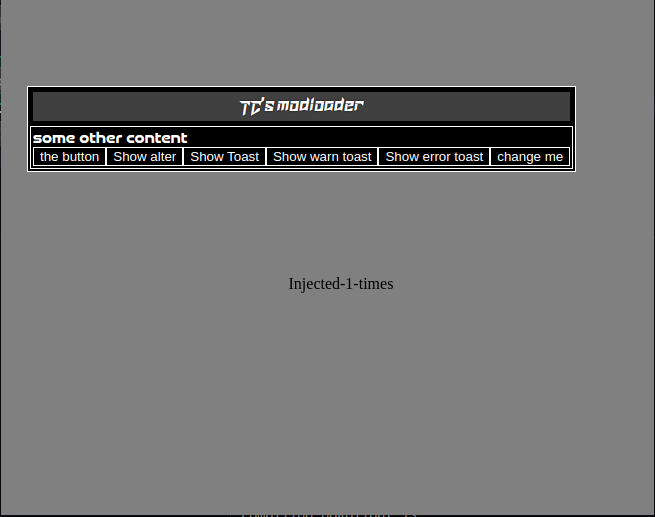 TC's modloader
some other content
the button Show alter Show Toast Show warn toast Show error toast change me
Injected-1-times